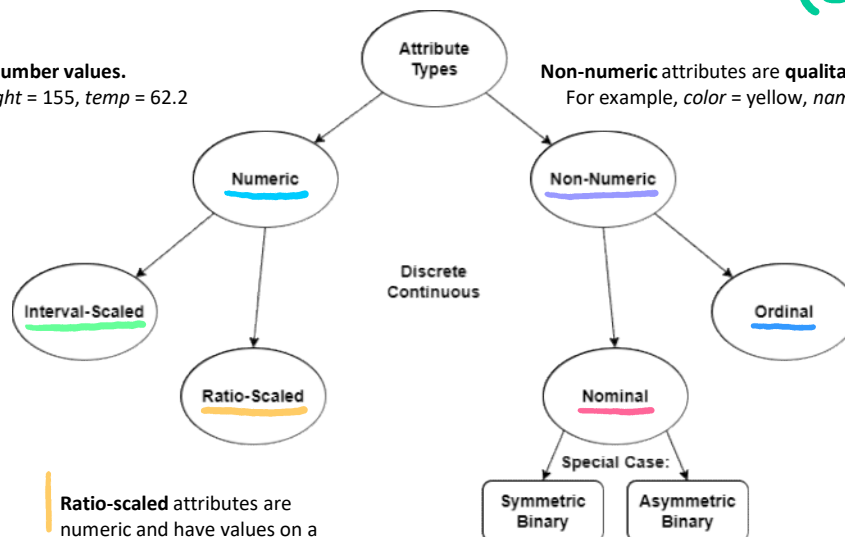 Attribute
Types
number values.
ght = 155, temp = 62.2
Non-numeric attributes are qualita
For example, color = yellow, nam
Numeric
Non-Numeric
Discrete
Continuous
Interval-Scaled
Ordinal
Ratio-Scaled
Nominal
Special Case:
Symmetric
Binary
Asymmetric
Binary
Ratio-scaled attributes are
numeric and have values on a